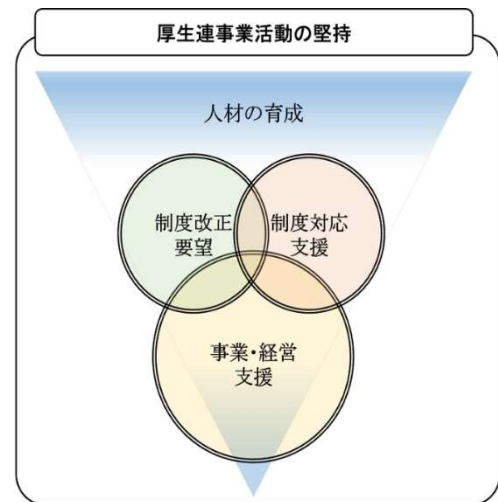 厚生連事業活動の堅持
人材の育成
制度改正
要望
制度対応
支援
事業・経営
支援